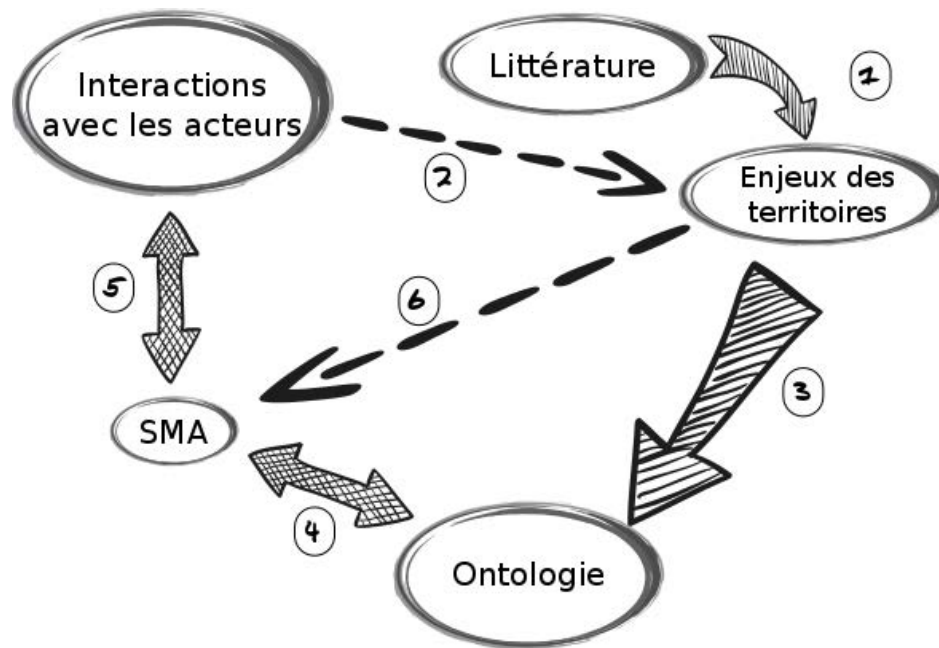 Interactions
avec les acteurs
Littérature
1
2
Enjeux des
territoires
5
6
3
SMA
4
Ontologie